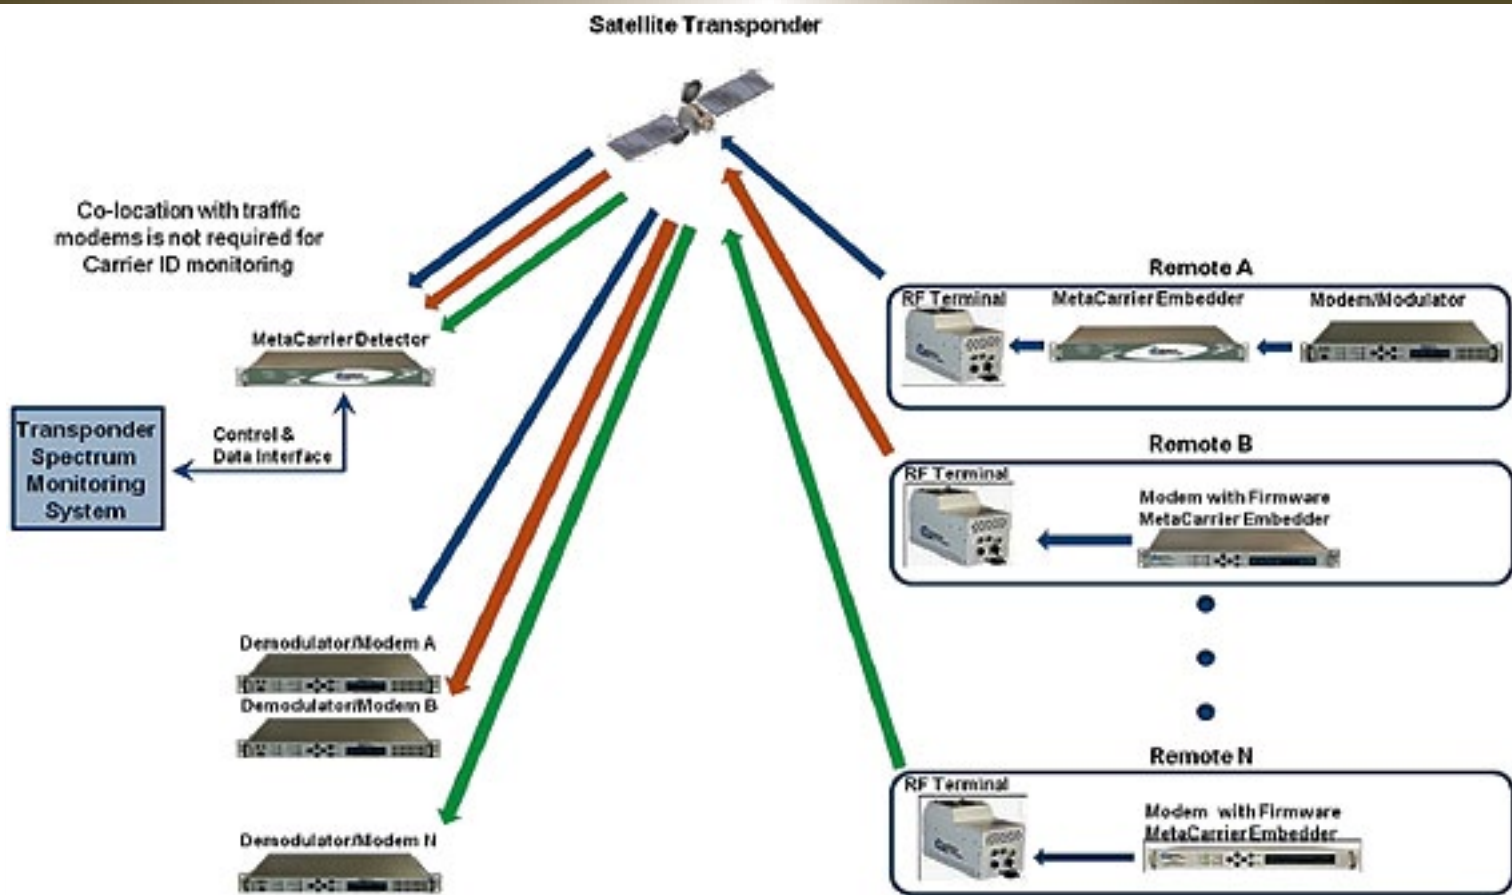 Satellite Transponder
Co-location with traffic
modems is not required for
Carrier ID monitoring
MetaCarrier Detector
Transponder
Spectrum
Monitoring
System
Control &
Data Interface
Demodulator/Modem A
Demodulator/Modem B
Demodulator/Modem N
Remote A
RF Terminal
MetaCarrier Embedder
Modem/Modulator
Remote B
RF Terminal
Modem with Firmware
MetaCarrier Embedder
Remote N
RF Terminal
Modem with Firmware
MetaCarrier Embedder